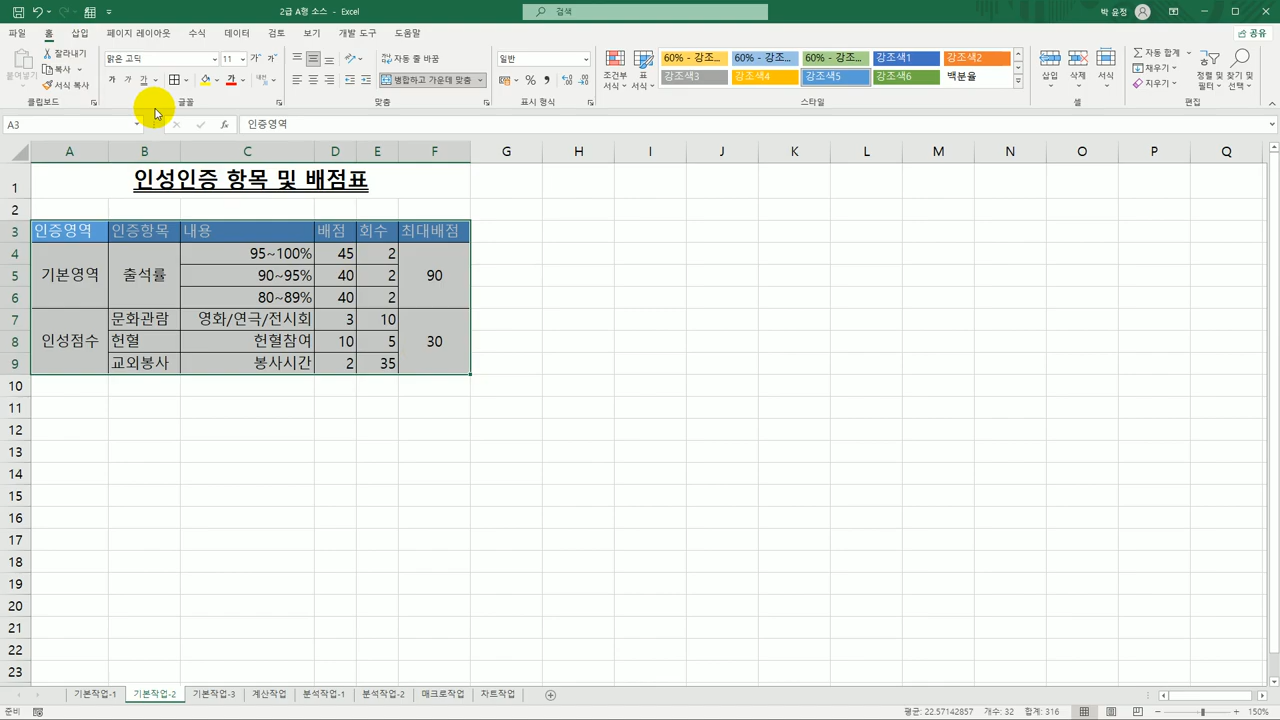 2급 A형 소스 - Excel
검색
박 윤정
파일 홈 삽입 페이지 레이아웃 수식 데이터 검토 보기 개발 도구 도움말 공유
붙여넣기 잘라내기 복사 서식 복사 클립보드
맑은 고딕 11 가 가 가 글꼴
자동 줄 바꿈 병합하고 가운데 맞춤 맞춤
일반 % 표시 형식
조건부 서식 표 서식
60% - 강조... 60% - 강조... 60% - 강조... 강조색1 강조색2
강조색3 강조색4 강조색5 강조색6 백분율
스타일
삽입 삭제 서식 셀
자동 합계 채우기 지우기 정렬 및 필터 찾기 및 선택 편집
A3 fx 인증영역
A B C D E F G H I J K L M N O P Q
1 인성인증 항목 및 배점표
2
3 인증영역 인증항목 내용 배점 회수 최대배점
4 95~100% 45 2
5 기본영역 출석률 90~95% 40 2 90
6 80~89% 40 2
7 문화관람 영화/연극/전시회 3 10
8 인성점수 헌혈 헌혈참여 10 5 30
9 교외봉사 봉사시간 2 35
10
11
12
13
14
15
16
17
18
19
20
21
22
23
기본작업-1 기본작업-2 기본작업-3 계산작업 분석작업-1 분석작업-2 매크로작업 차트작업
준비 평균: 22.57142857 개수: 32 합계: 316 150%